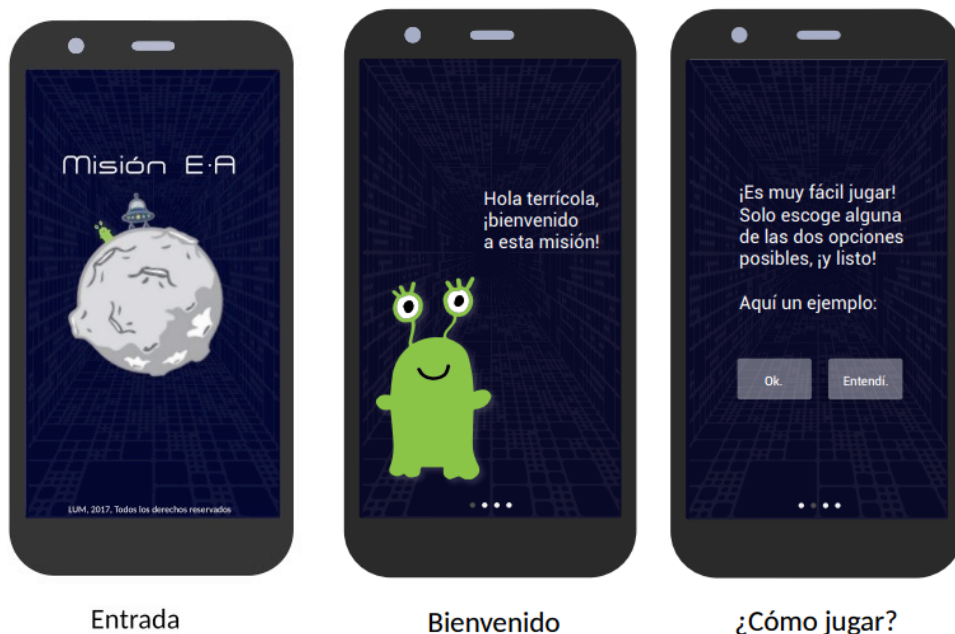 Misión E·A
LUM, 2017, Todos los derechos reservados
Entrada
Hola terrícola,
¡bienvenido
a esta misión!
Bienvenido
¡Es muy fácil jugar!
Solo escoge alguna
de las dos opciones
posibles, ¡y listo!
Aquí un ejemplo:
Ok.
Entendí.
¿Cómo jugar?